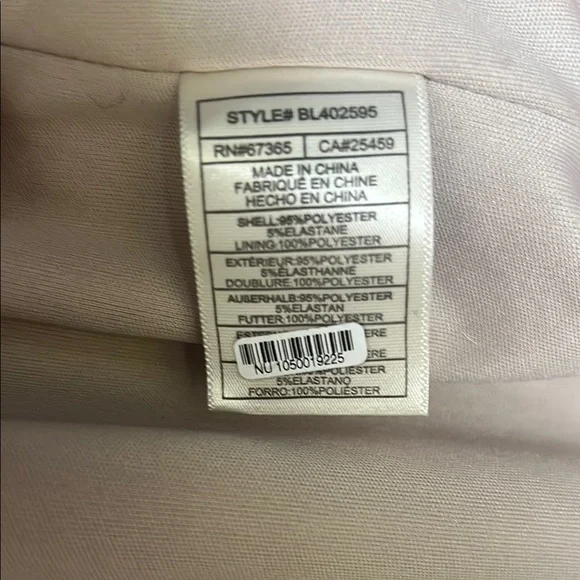 STYLE# BL402595
RN#67365 CA#25459
MADE IN CHINA
FABRIQUÉ EN CHINE
HECHO EN CHINA
SHELL:95%POLYESTER
5%ELASTANE
LINING:100%POLYESTER
EXTÉRIEUR:95%POLYESTER
5%ÉLASTHANNE
DOUBLURE:100%POLYESTER
AUßERHALB:95%POLYESTER
5%ELASTAN
FUTTER:100%POLYESTER
NU 1050019225
5%ELASTANO
FORRO:100%POLIÉSTER